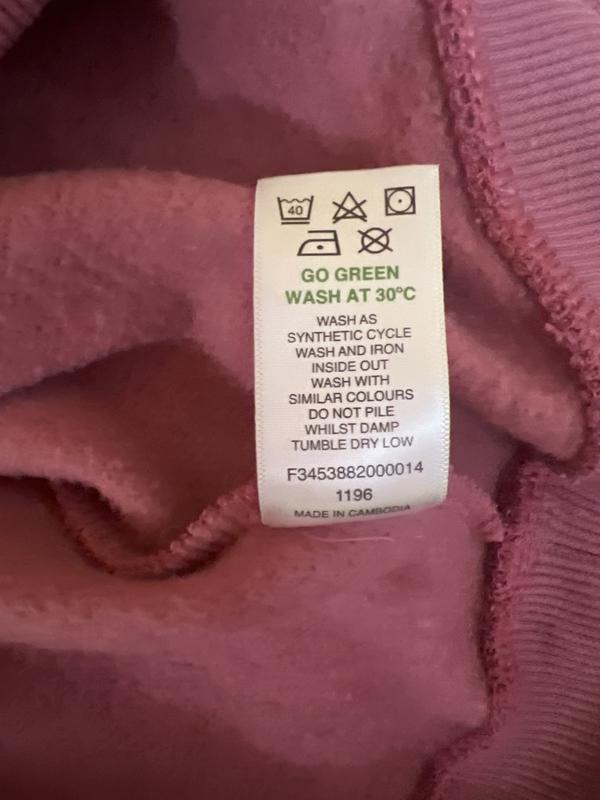 40
GO GREEN
WASH AT 30°C
WASH AS
SYNTHETIC CYCLE
WASH AND IRON
INSIDE OUT
WASH WITH
SIMILAR COLOURS
DO NOT PILE
WHILST DAMP
TUMBLE DRY LOW
F3453882000014
1196
MADE IN CAMBODIA